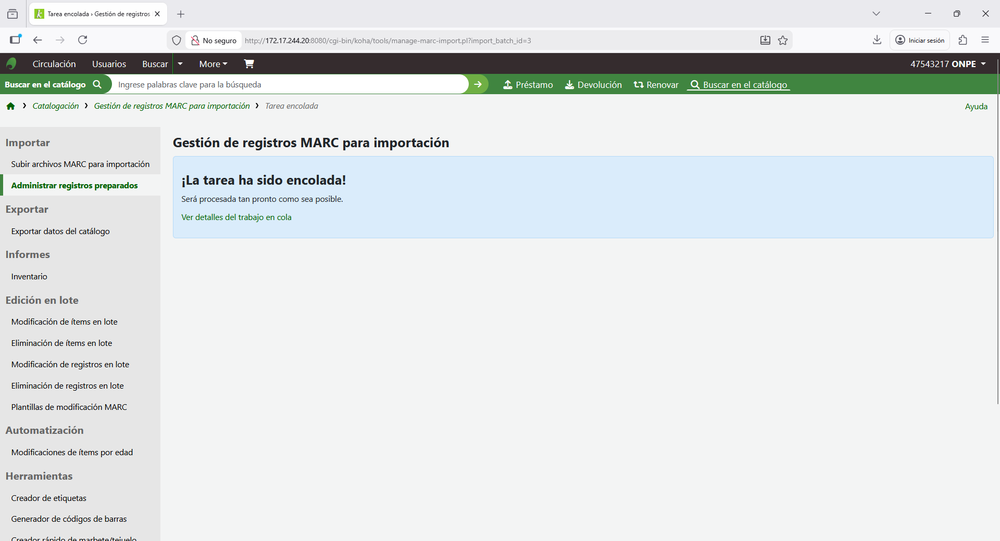 Tarea encolada › Gestión de registros
No seguro
http://172.17.244.20:8080/cgi-bin/koha/tools/manage-marc-import.pl?import_batch_id=3
Iniciar sesión
Circulación
Usuarios
Buscar
More
47543217 ONPE
Buscar en el catálogo
Ingrese palabras clave para la búsqueda
Préstamo
Devolución
Renovar
Buscar en el catálogo
Catalogación
Gestión de registros MARC para importación
Tarea encolada
Ayuda
Importar
Subir archivos MARC para importación
Administrar registros preparados
Exportar
Exportar datos del catálogo
Informes
Inventario
Edición en lote
Modificación de ítems en lote
Eliminación de ítems en lote
Modificación de registros en lote
Eliminación de registros en lote
Plantillas de modificación MARC
Automatización
Modificaciones de ítems por edad
Herramientas
Creador de etiquetas
Generador de códigos de barras
Creador rápido de marbete/tejuelo
Gestión de registros MARC para importación
¡La tarea ha sido encolada!
Será procesada tan pronto como sea posible.
Ver detalles del trabajo en cola